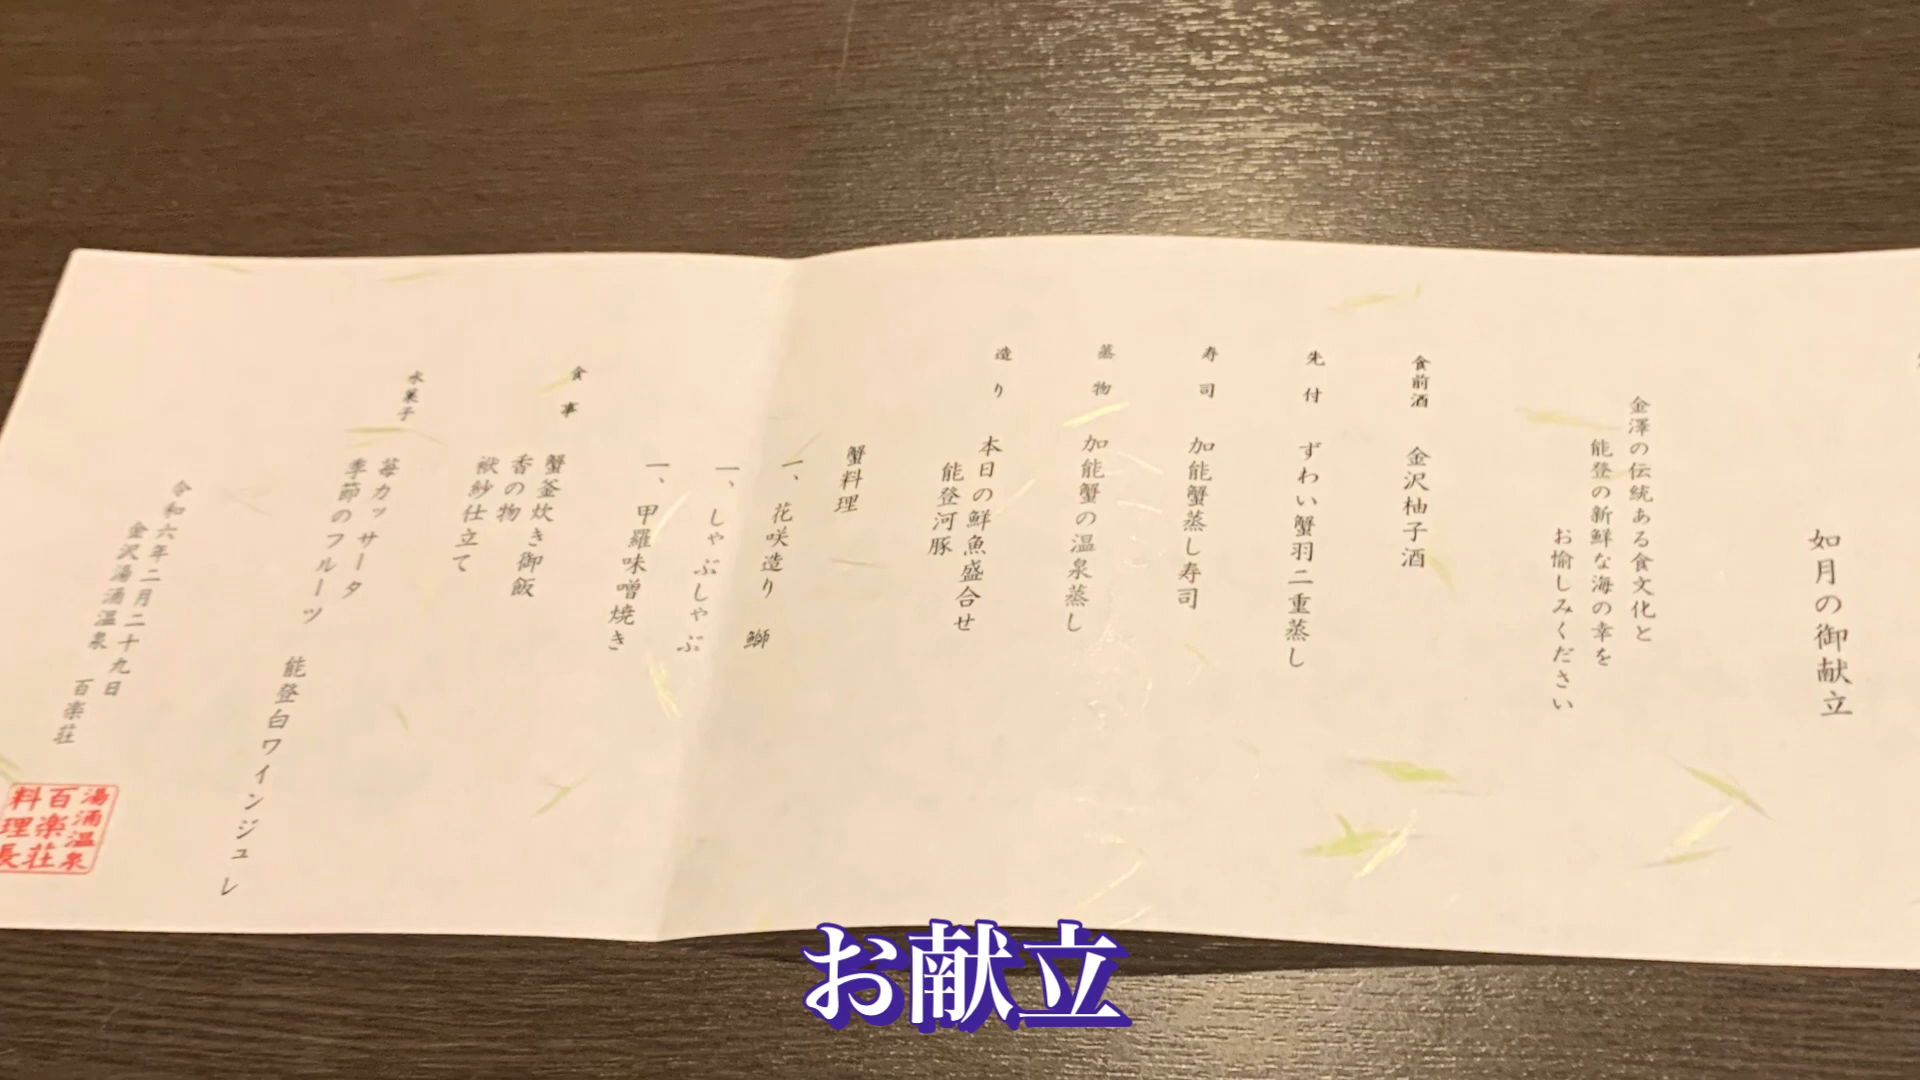 如月の御献立
金澤の伝統ある食文化と
能登の新鮮な海の幸を
お愉しみください
食前酒 金沢柚子酒
先付 ずわい蟹羽二重蒸し
寿司 加能蟹蒸し寿司
蒸物 加能蟹の温泉蒸し
造り 本日の鮮魚盛合せ
能登河豚
蟹料理
一、花咲造り 鰤
一、しゃぶしゃぶ
一、甲羅味噌焼き
食事 蟹釜炊き御飯
香の物
袱紗仕立て
水菓子 苺カッサータ
季節のフルーツ
能登白ワインジュレ
令和六年二月二十九日
金沢湯涌温泉 百楽荘
湯涌温泉
百楽荘
料理長
お献立